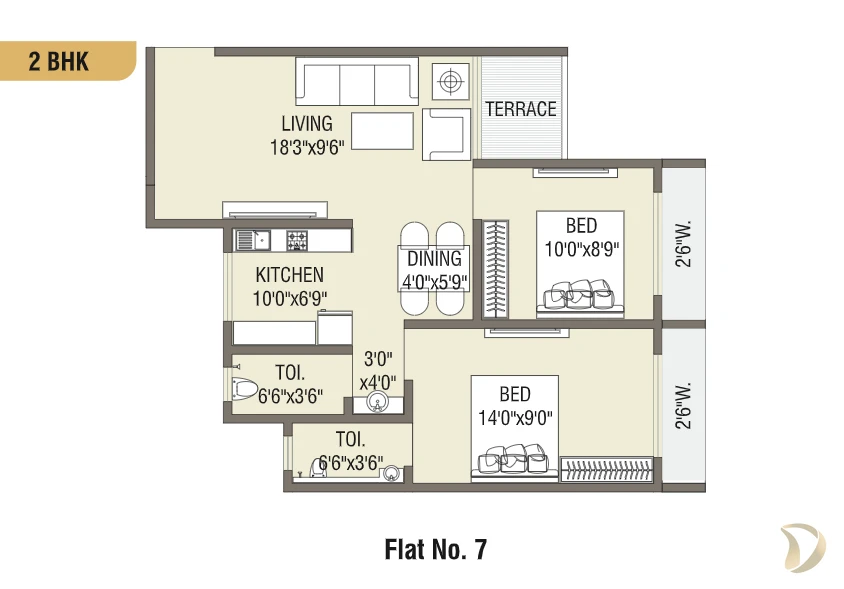 2 BHK
LIVING
18'3"x9'6"
TERRACE
BED
10'0"x8'9"
2'6"W.
DINING
4'0"x5'9"
KITCHEN
10'0"x6'9"
3'0"
x4'0"
TOI.
6'6"x3'6"
BED
14'0"x9'0"
2'6"W.
TOI.
6'6"x3'6"
Flat No. 7